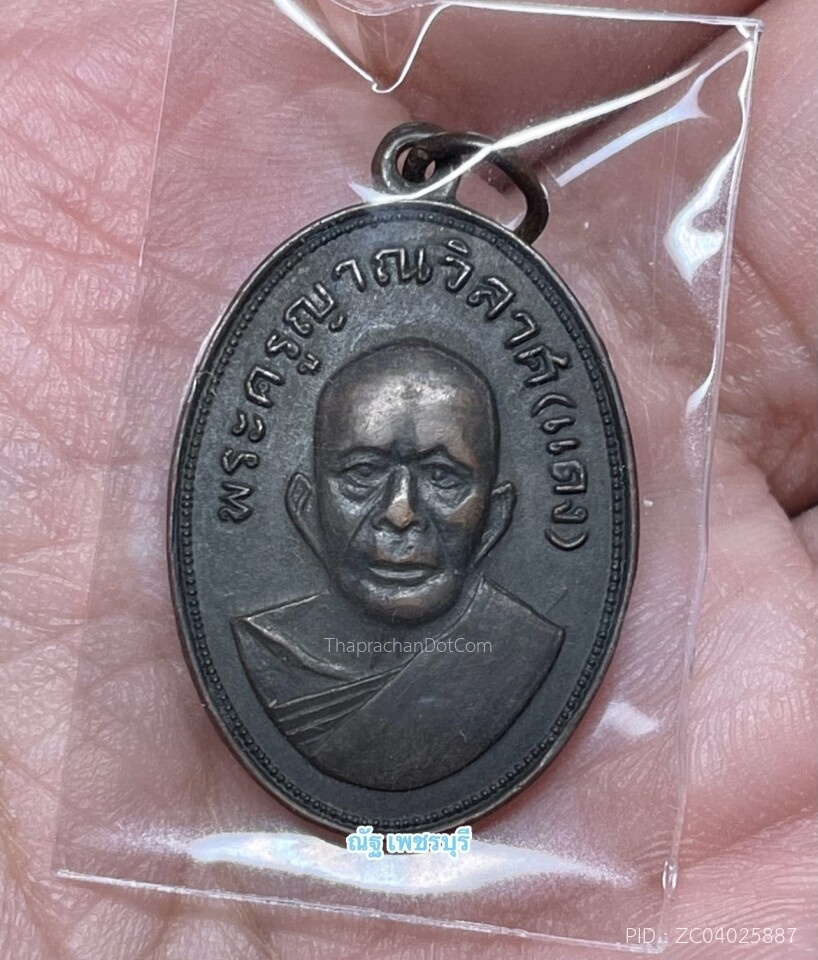 พระครูญาณวิลาศ(แดง)
ThaprachanDotCom
ณัฐ เพชรบุรี
PID : ZC04025887